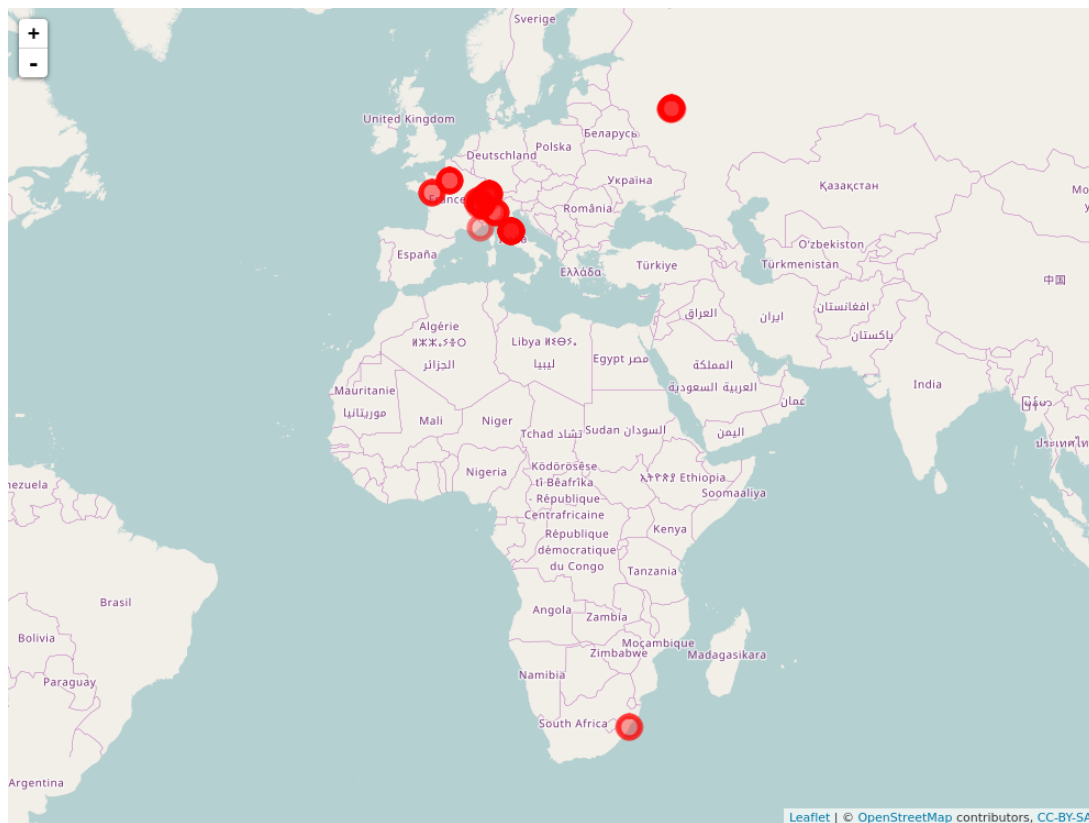 +
-
Sverige
United Kingdom
Беларусь
Polska
Deutschland
Україна
Қазақстан
France
România
Oʻzbekiston
España
Türkiye
Türkmenistan
Ελλάδα
中国
افغانستان
ایران
العراق
پاکستان
Algérie
الجزائر
ليبيا
Egypt مصر
المملكة
العربية السعودية
India
Mauritanie
موريتانيا
عمان
Mali
Niger
Tchad تشاد
Sudan السودان
اليمن
Nigeria
Ködörösêse
tî Bêafrîka
- République
Centrafricaine
Ethiopia
Soomaaliya
nezuela
Kenya
République
démocratique
du Congo
Tanzania
Brasil
Angola
Zambia
Bolivia
Moçambique
Zimbabwe
Madagasikara
Paraguay
Namibia
South Africa
Argentina
Leaflet | © OpenStreetMap contributors, CC-BY-SA